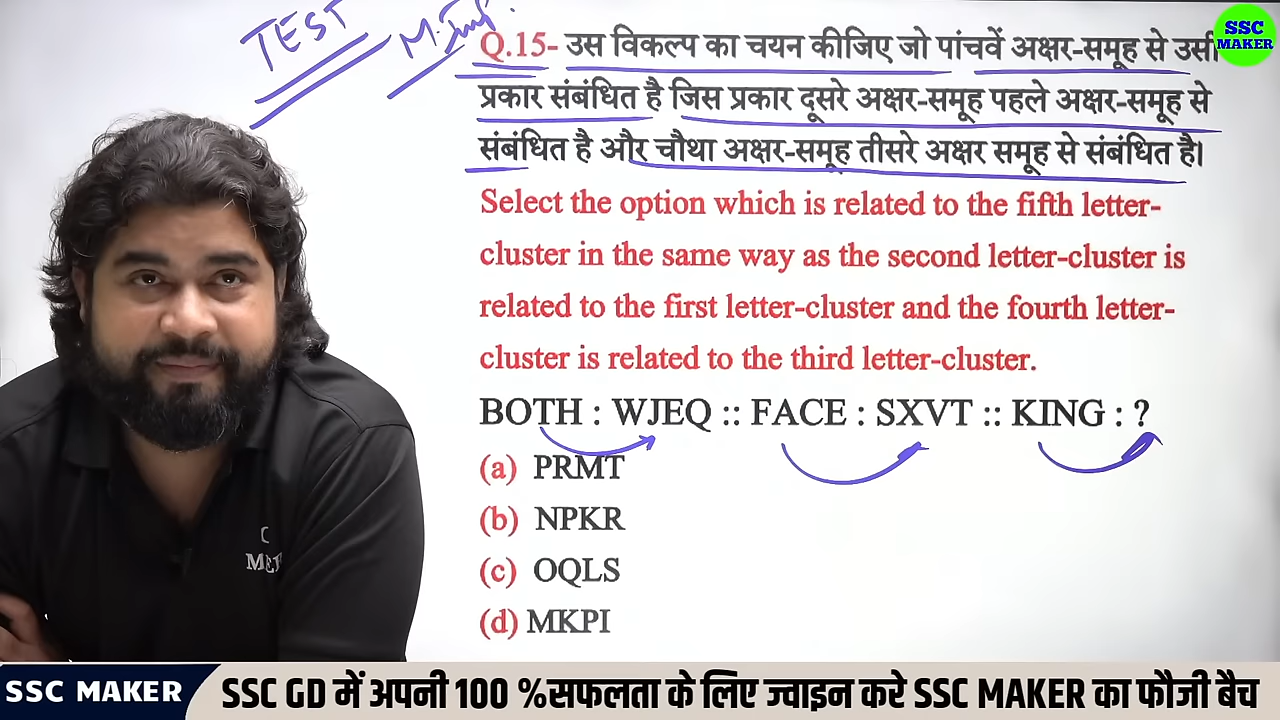 TEST
M. Imp.
SSC
MAKER
Q.15- उस विकल्प का चयन कीजिए जो पांचवें अक्षर-समूह से उसी
प्रकार संबंधित है जिस प्रकार दूसरे अक्षर-समूह पहले अक्षर-समूह से
संबंधित है और चौथा अक्षर-समूह तीसरे अक्षर समूह से संबंधित है।
Select the option which is related to the fifth letter-
cluster in the same way as the second letter-cluster is
related to the first letter-cluster and the fourth letter-
cluster is related to the third letter-cluster.
BOTH : WJEQ :: FACE : SXVT :: KING : ?
(a) PRMT
(b) NPKR
(c) OQLS
(d) MKPI
SSC MAKER
SSC GD में अपनी 100 %सफलता के लिए ज्वाइन करे SSC MAKER का फौजी बैच